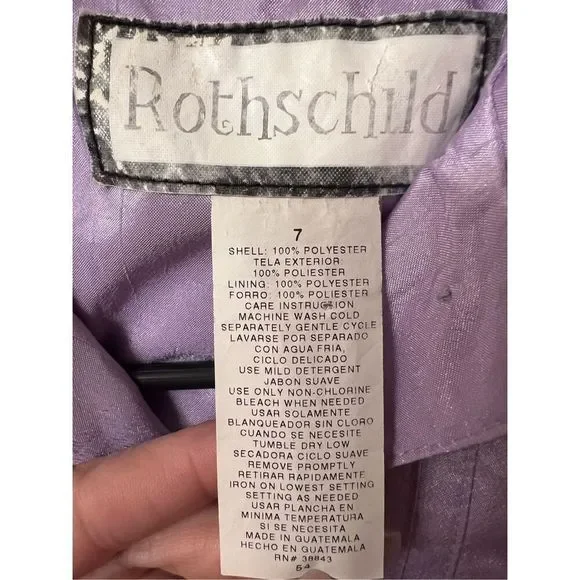 Rothschild
7
SHELL: 100% POLYESTER
TELA EXTERIOR:
100% POLIESTER
LINING: 100% POLYESTER
FORRO: 100% POLIESTER
CARE INSTRUCTION
MACHINE WASH COLD
SEPARATELY GENTLE CYCLE
LAVARSE POR SEPARADO
CON AGUA FRIA,
CICLO DELICADO
USE MILD DETERGENT
JABON SUAVE
USE ONLY NON-CHLORINE
BLEACH WHEN NEEDED
USAR SOLAMENTE
BLANQUEADOR SIN CLORO
CUANDO SE NECESITE
TUMBLE DRY LOW
SECADORA CICLO SUAVE
REMOVE PROMPTLY
RETIRAR RAPIDAMENTE
IRON ON LOWEST SETTING
SETTING AS NEEDED
USAR PLANCHA EN
MINIMA TEMPERATURA
SI SE NECESITA
MADE IN GUATEMALA
HECHO EN GUATEMALA
RN# 38843
54